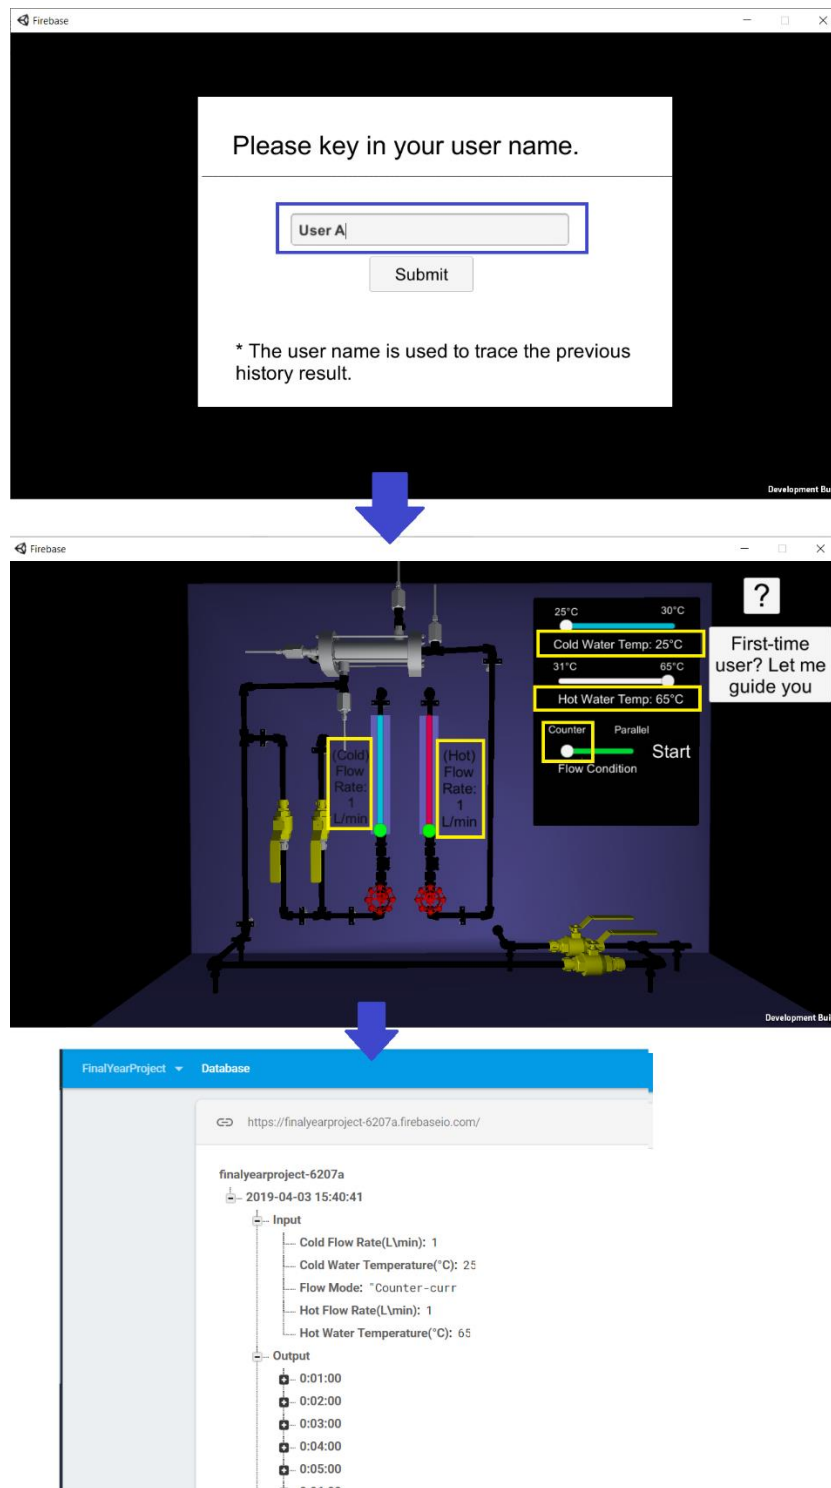 Firebase
Please key in your user name.
User A
Submit
* The user name is used to trace the previous
history result.
Development Bu
Firebase
25°C 30°C
Cold Water Temp: 25°C
31°C 65°C
Hot Water Temp: 65°C
Counter Parallel
Start
Flow Condition
?
First-time
user? Let me
guide you
(Cold)
Flow
Rate:
1
L/min
(Hot)
Flow
Rate:
1
L/min
Development Bui
FinalYearProject Database
https://finalyearproject-6207a.firebaseio.com/
finalyearproject-6207a
2019-04-03 15:40:41
Input
Cold Flow Rate(L\min): 1
Cold Water Temperature(°C): 25
Flow Mode: "Counter-curr
Hot Flow Rate(L\min): 1
Hot Water Temperature(°C): 65
Output
0:01:00
0:02:00
0:03:00
0:04:00
0:05:00